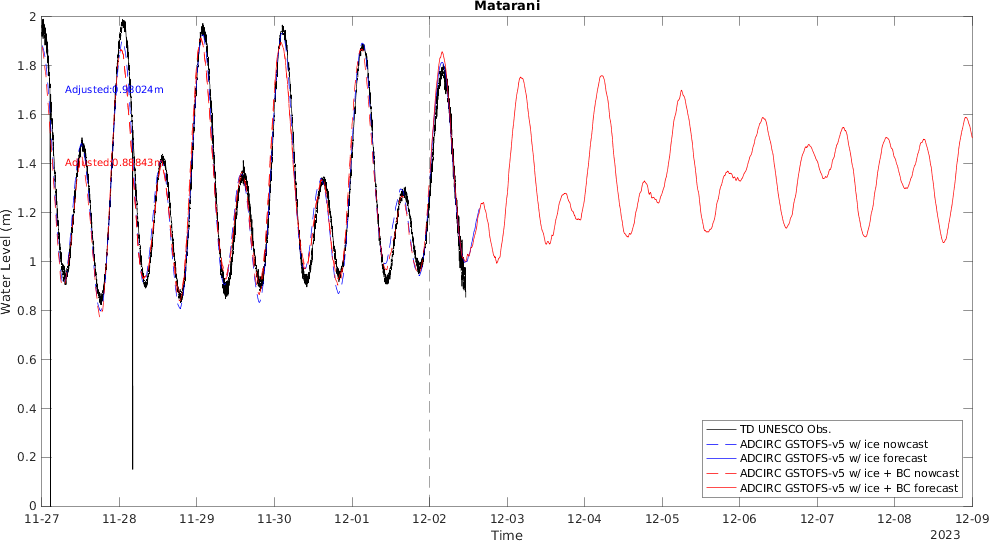 Matarani
2
1.8
1.6
1.4
1.2
1
0.8
0.6
0.4
0.2
0
Water Level (m)
Adjusted:0.93024m
Adjusted:0.88843m
TD UNESCO Obs.
ADCIRC GSTOFS-v5 w/ ice nowcast
ADCIRC GSTOFS-v5 w/ ice forecast
ADCIRC GSTOFS-v5 w/ ice + BC nowcast
ADCIRC GSTOFS-v5 w/ ice + BC forecast
11-27 11-28 11-29 11-30 12-01 12-02 12-03 12-04 12-05 12-06 12-07 12-08 12-09
Time
2023